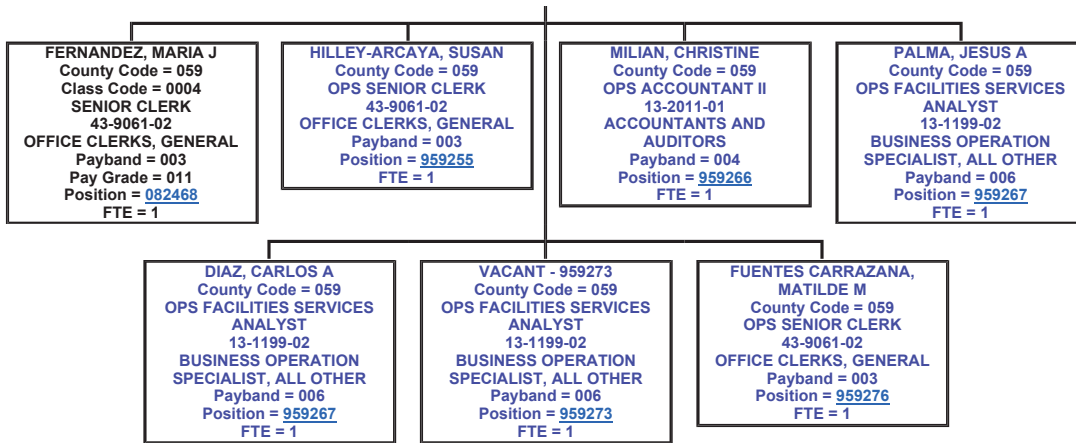 FERNANDEZ, MARIA J
County Code = 059
Class Code = 0004
SENIOR CLERK
43-9061-02
OFFICE CLERKS, GENERAL
Payband = 003
Pay Grade = 011
Position = 082468
FTE = 1
HILLEY-ARCAYA, SUSAN
County Code = 059
OPS SENIOR CLERK
43-9061-02
OFFICE CLERKS, GENERAL
Payband = 003
Position = 959255
FTE = 1
MILIAN, CHRISTINE
County Code = 059
OPS ACCOUNTANT II
13-2011-01
ACCOUNTANTS AND
AUDITORS
Payband = 004
Position = 959266
FTE = 1
PALMA, JESUS A
County Code = 059
OPS FACILITIES SERVICES
ANALYST
13-1199-02
BUSINESS OPERATION
SPECIALIST, ALL OTHER
Payband = 006
Position = 959267
FTE = 1
DIAZ, CARLOS A
County Code = 059
OPS FACILITIES SERVICES
ANALYST
13-1199-02
BUSINESS OPERATION
SPECIALIST, ALL OTHER
Payband = 006
Position = 959267
FTE = 1
VACANT - 959273
County Code = 059
OPS FACILITIES SERVICES
ANALYST
13-1199-02
BUSINESS OPERATION
SPECIALIST, ALL OTHER
Payband = 006
Position = 959273
FTE = 1
FUENTES CARRAZANA,
MATILDE M
County Code = 059
OPS SENIOR CLERK
43-9061-02
OFFICE CLERKS, GENERAL
Payband = 003
Position = 959276
FTE = 1